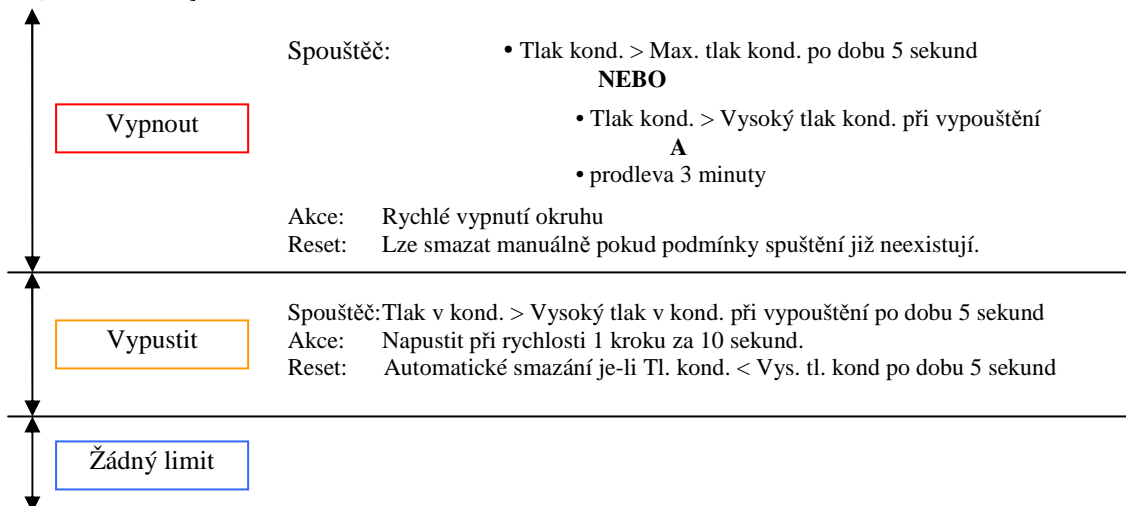 Spouštěč: • Tlak kond. > Max. tlak kond. po dobu 5 sekund
NEBO
• Tlak kond. > Vysoký tlak kond. při vypouštění
A
• prodleva 3 minuty
Vypnout
Akce: Rychlé vypnutí okruhu
Reset: Lze smazat manuálně pokud podmínky spuštění již neexistují.
Spouštěč:Tlak v kond. > Vysoký tlak v kond. při vypouštění po dobu 5 sekund
Vypustit
Akce: Napustit při rychlosti 1 kroku za 10 sekund.
Reset: Automatické smazání je-li Tl. kond. < Vys. tl. kond po dobu 5 sekund
Žádný limit